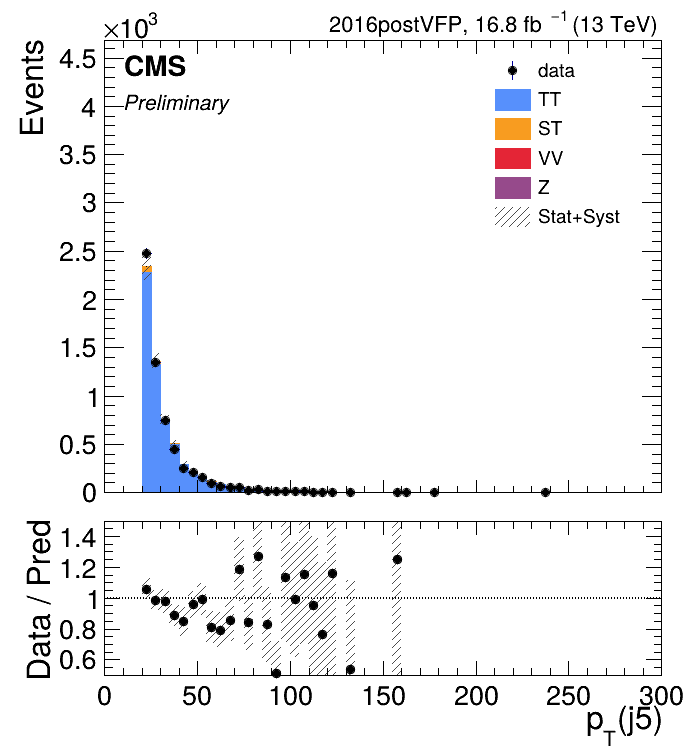 ×10³
2016postVFP, 16.8 fb⁻¹ (13 TeV)
Events
4.5
4
3.5
3
2.5
2
1.5
1
0.5
0
CMS
Preliminary
data
TT
ST
VV
Z
Stat+Syst
Data / Pred
1.4
1.2
1
0.8
0.6
0 50 100 150 200 250 300
p_T(j5)